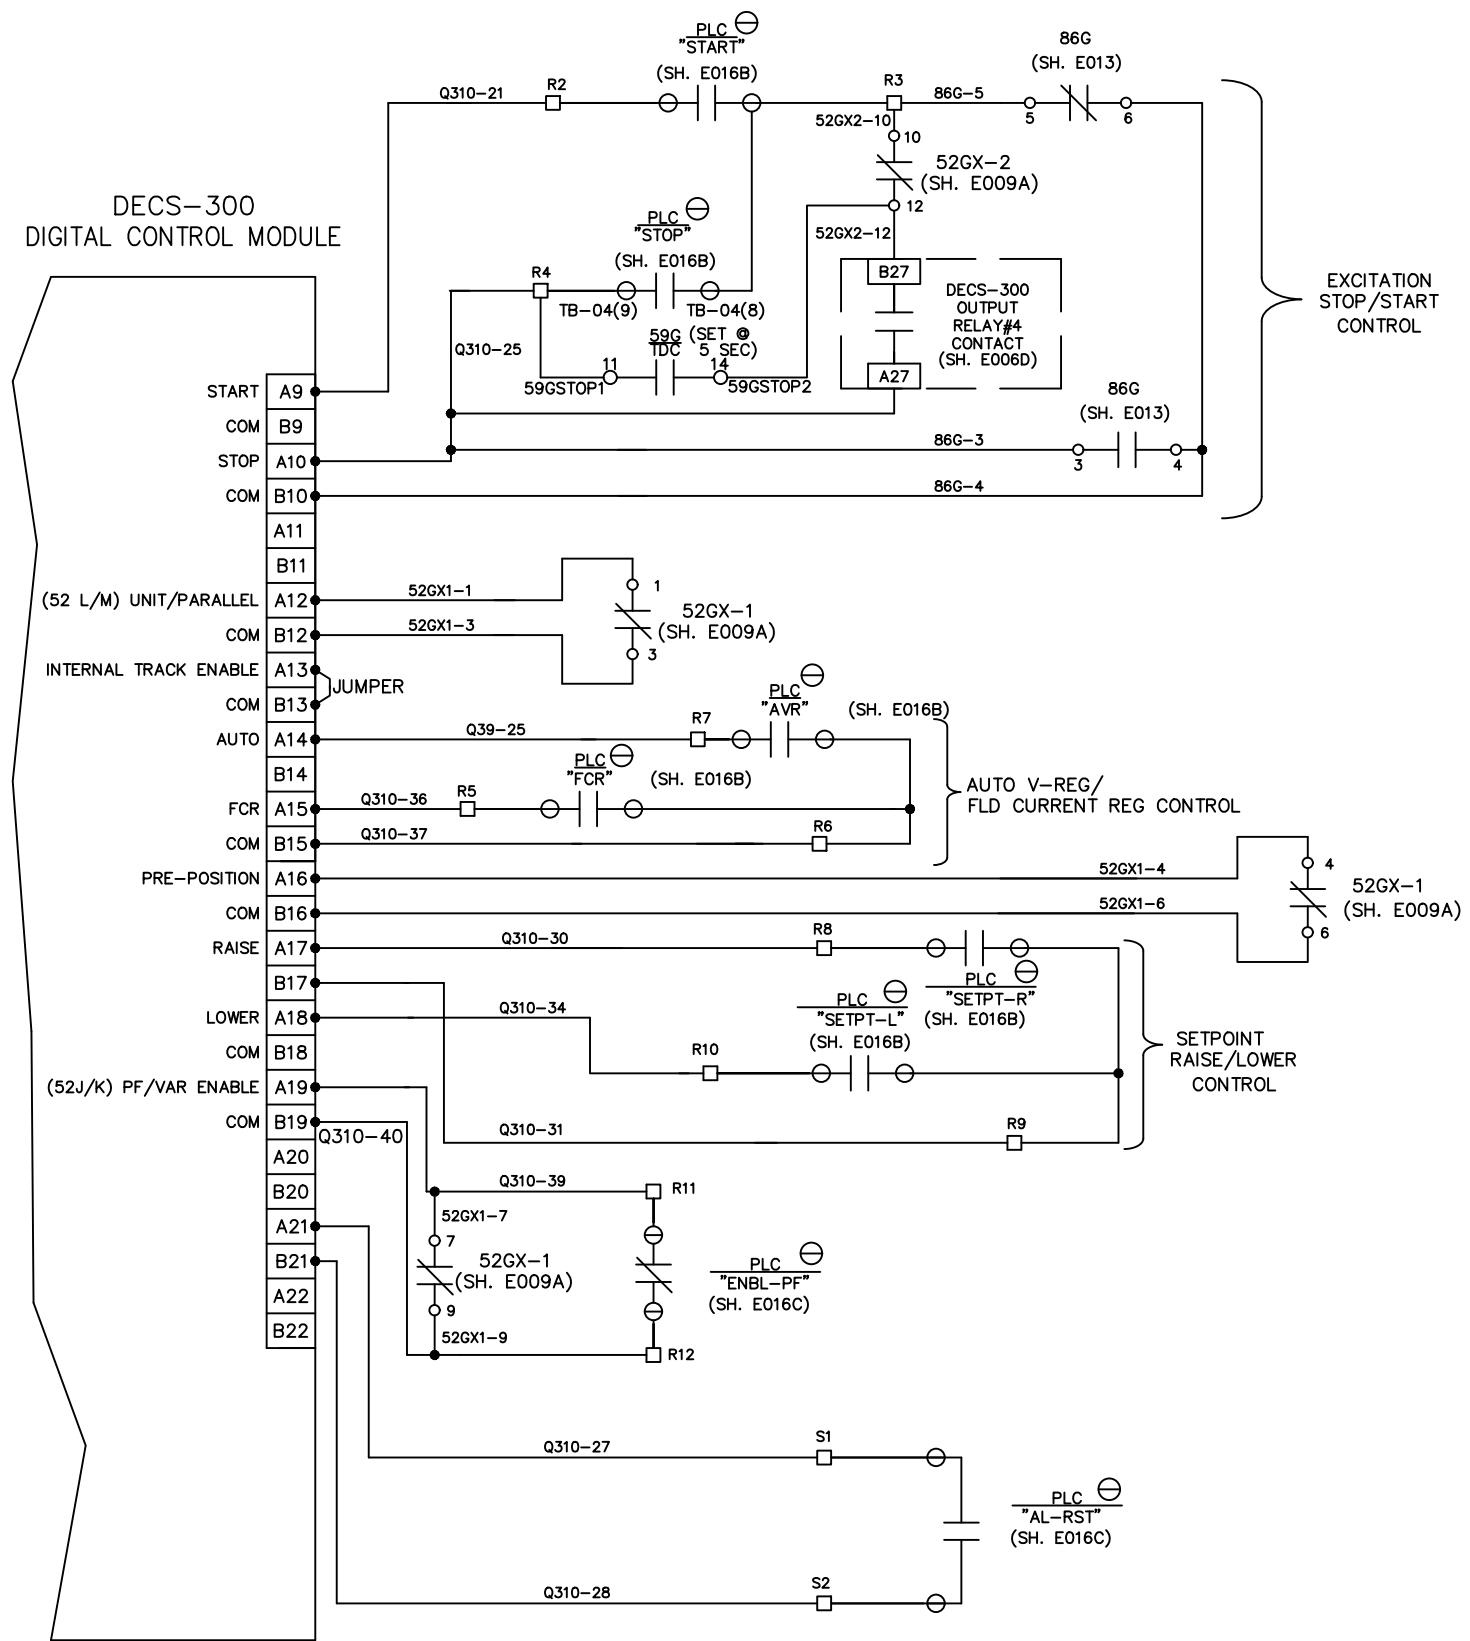 PLC
"START"
(SH. E016B)
86G
(SH. E013)
Q310-21
R2
R3
86G-5
5
6
52GX2-10
10
52GX-2
(SH. E009A)
12
52GX2-12
DECS-300
DIGITAL CONTROL MODULE
PLC
"STOP"
(SH. E016B)
R4
TB-04(9)
TB-04(8)
B27
DECS-300
OUTPUT
RELAY#4
CONTACT
(SH. E006D)
A27
EXCITATION
STOP/START
CONTROL
Q310-25
59G
TDC
(SET @
5 SEC)
11
14
59GSTOP1
59GSTOP2
86G
(SH. E013)
START
A9
COM
B9
86G-3
3
4
STOP
A10
COM
B10
86G-4
A11
B11
(52 L/M) UNIT/PARALLEL
A12
52GX1-1
1
52GX-1
(SH. E009A)
COM
B12
52GX1-3
3
INTERNAL TRACK ENABLE
A13
JUMPER
COM
B13
PLC
"AVR"
(SH. E016B)
AUTO
A14
Q39-25
R7
B14
PLC
"FCR"
(SH. E016B)
AUTO V-REG/
FLD CURRENT REG CONTROL
FCR
A15
Q310-36
R5
COM
B15
Q310-37
R6
PRE-POSITION
A16
52GX1-4
4
52GX-1
(SH. E009A)
COM
B16
52GX1-6
6
RAISE
A17
Q310-30
R8
PLC
"SETPT-R"
(SH. E016B)
B17
LOWER
A18
Q310-34
PLC
"SETPT-L"
(SH. E016B)
R10
COM
B18
SETPOINT
RAISE/LOWER
CONTROL
(52J/K) PF/VAR ENABLE
A19
COM
B19
Q310-40
Q310-31
R9
A20
B20
Q310-39
R11
A21
52GX1-7
7
B21
52GX-1
(SH. E009A)
PLC
"ENBL-PF"
(SH. E016C)
A22
9
B22
52GX1-9
R12
Q310-27
S1
PLC
"AL-RST"
(SH. E016C)
Q310-28
S2